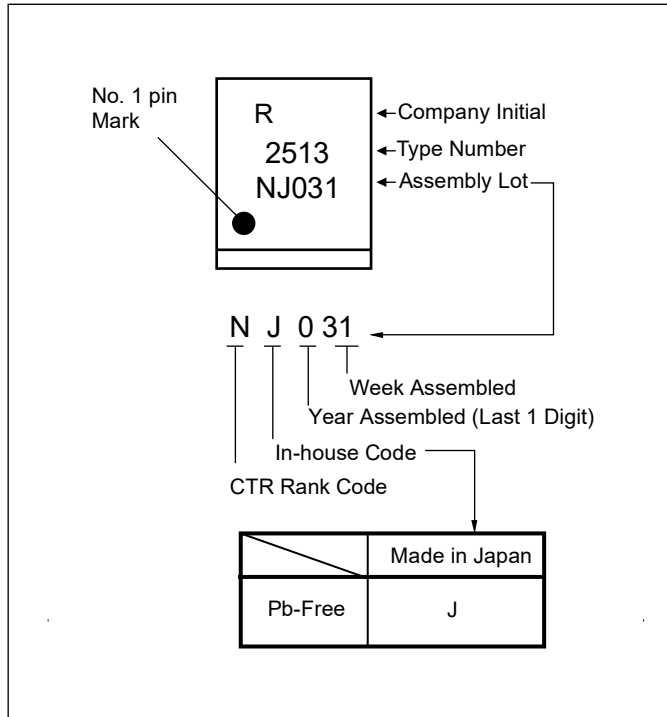 No. 1 pin
Mark
R
2513
NJ031
Company Initial
Type Number
Assembly Lot
N J 0 31
Week Assembled
Year Assembled (Last 1 Digit)
In-house Code
CTR Rank Code
Made in Japan
Pb-Free J